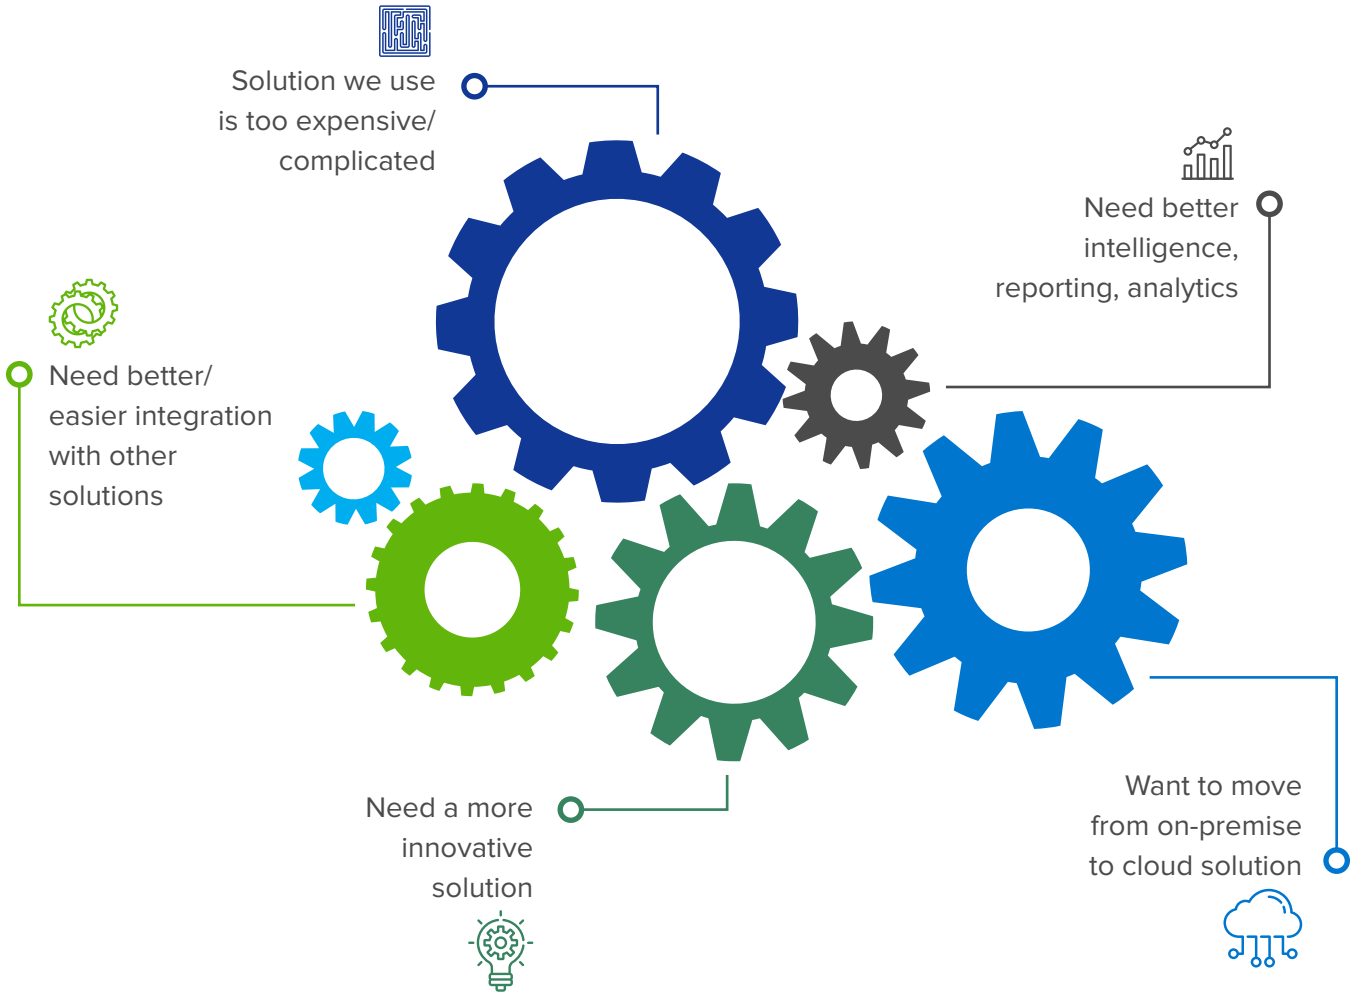 Solution we use
is too expensive/
complicated
Need better
intelligence,
reporting, analytics
Need better/
easier integration
with other
solutions
Need a more
innovative
solution
Want to move
from on-premise
to cloud solution